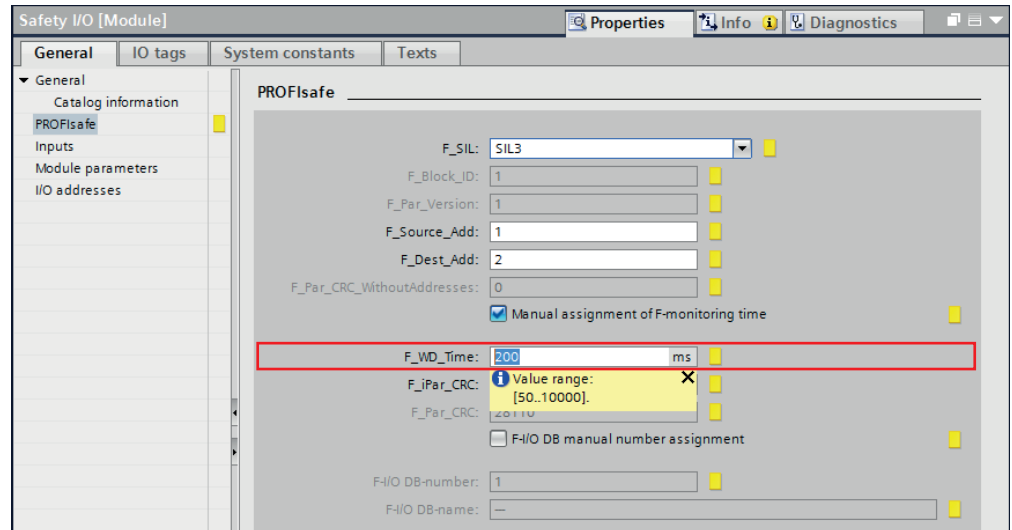 Safety I/O [Module]
Properties
Info
Diagnostics
General
IO tags
System constants
Texts
General
Catalog information
PROFIsafe
Inputs
Module parameters
I/O addresses
PROFIsafe
F_SIL: SIL3
F_Block_ID: 1
F_Par_Version: 1
F_Source_Add: 1
F_Dest_Add: 2
F_Par_CRC_WithoutAddresses: 0
Manual assignment of F-monitoring time
F_WD_Time: 200 ms
F_iPar_CRC:
Value range:
[50..10000].
F_Par_CRC: 28110
F-I/O DB manual number assignment
F-I/O DB-number: 1
F-I/O DB-name: —